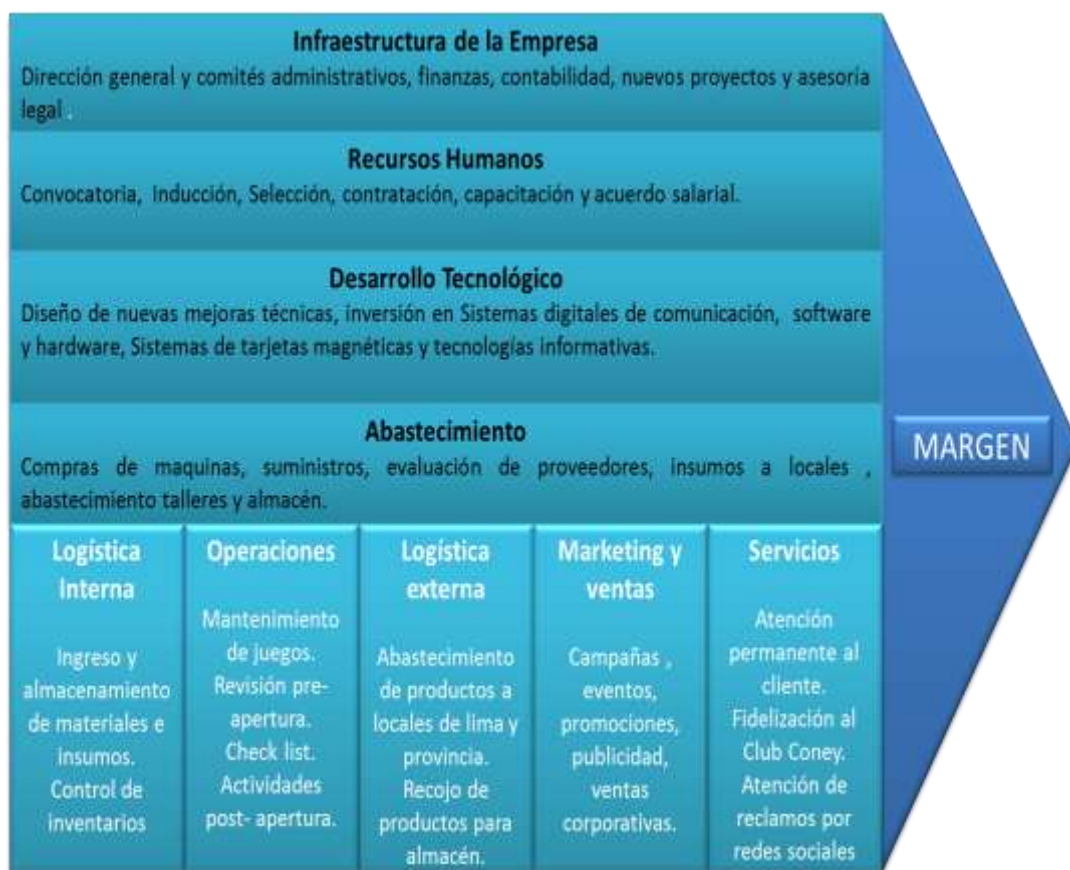 Infraestructura de la Empresa
Dirección general y comités administrativos, finanzas, contabilidad, nuevos proyectos y asesoría
legal .
Recursos Humanos
Convocatoria, Inducción, Selección, contratación, capacitación y acuerdo salarial.
Desarrollo Tecnológico
Diseño de nuevas mejoras técnicas, inversión en Sistemas digitales de comunicación, software
y hardware, Sistemas de tarjetas magnéticas y tecnologías informativas.
Abastecimiento
Compras de maquinas, suministros, evaluación de proveedores, insumos a locales ,
abastecimiento talleres y almacén.
MARGEN
Logística
Interna
Ingreso y
almacenamiento
de materiales e
insumos.
Control de
inventarios
Operaciones
Mantenimiento
de juegos.
Revisión pre-
apertura.
Check list.
Actividades
post- apertura.
Logística
externa
Abastecimiento
de productos a
locales de lima y
provincia.
Recojo de
productos para
almacén.
Marketing y
ventas
Campañas ,
eventos,
promociones,
publicidad,
ventas
corporativas.
Servicios
Atención
permanente al
cliente.
Fidelización al
Club Coney.
Atención de
reclamos por
redes sociales